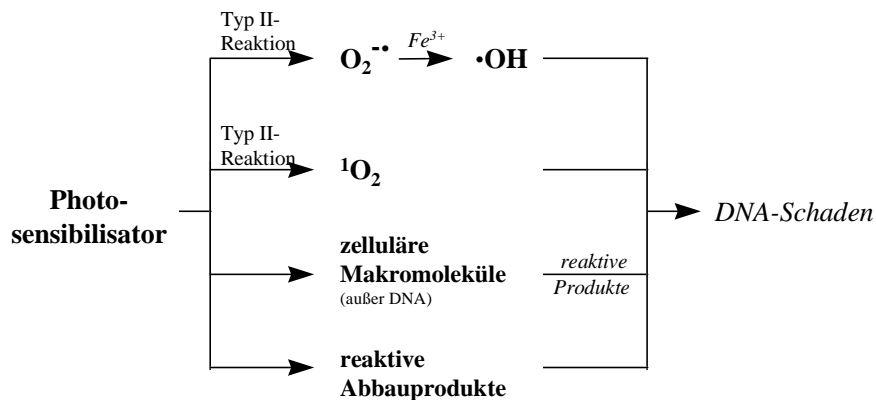 Typ II-
Reaktion
O₂⁻• Fe³⁺ •OH
Typ II-
Reaktion
¹O₂
Photo-
sensibilisator
DNA-Schaden
zelluläre
Makromoleküle
(außer DNA)
reaktive
Produkte
reaktive
Abbauprodukte